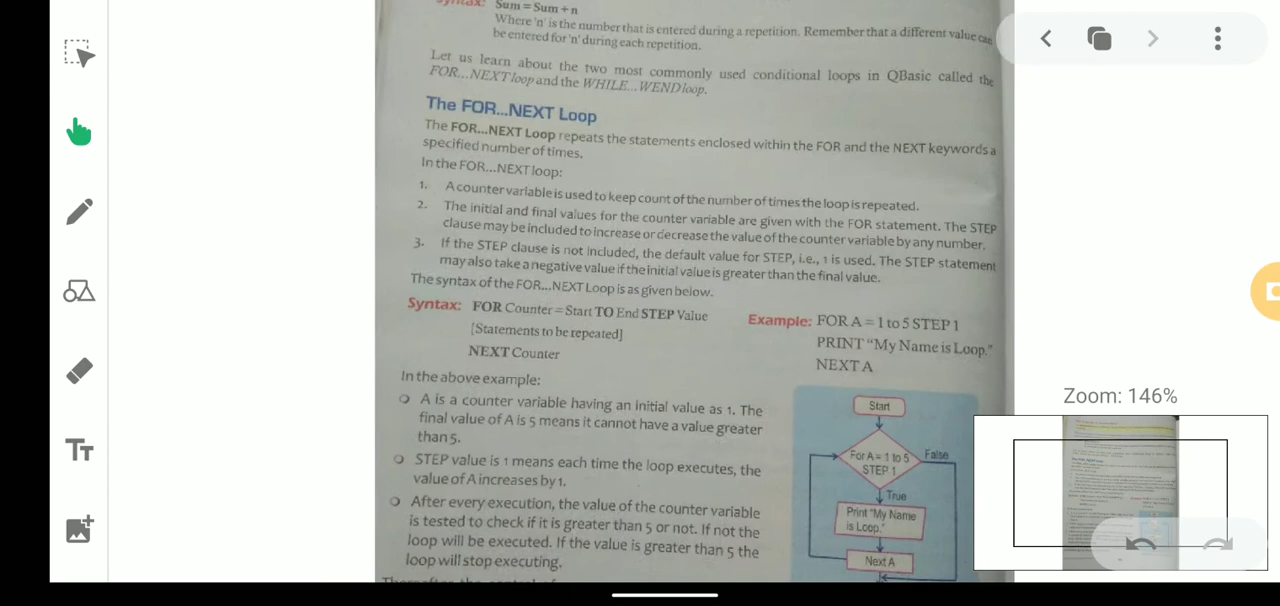 Syntax: Sum = Sum + n
Where 'n' is the number that is entered during a repetition. Remember that a different value can
be entered for 'n' during each repetition.
Let us learn about the two most commonly used conditional loops in QBasic called the
FOR...NEXT loop and the WHILE...WEND loop.
The FOR...NEXT Loop
The FOR...NEXT Loop repeats the statements enclosed within the FOR and the NEXT keywords a
specified number of times.
In the FOR...NEXT loop:
1. A counter variable is used to keep count of the number of times the loop is repeated.
2. The initial and final values for the counter variable are given with the FOR statement. The STEP
clause may be included to increase or decrease the value of the counter variable by any number.
3. If the STEP clause is not included, the default value for STEP, i.e., 1 is used. The STEP statement
may also take a negative value if the initial value is greater than the final value.
The syntax of the FOR...NEXT Loop is as given below.
Syntax: FOR Counter = Start TO End STEP Value
[Statements to be repeated]
NEXT Counter
Example: FOR A = 1 to 5 STEP 1
PRINT "My Name is Loop."
NEXT A
In the above example:
A is a counter variable having an initial value as 1. The
final value of A is 5 means it cannot have a value greater
than 5.
STEP value is 1 means each time the loop executes, the
value of A increases by 1.
After every execution, the value of the counter variable
is tested to check if it is greater than 5 or not. If not the
loop will be executed. If the value is greater than 5 the
loop will stop executing.
Start
For A = 1 to 5
STEP 1
False
True
Print "My Name
is Loop."
Next A
Zoom: 146%
Tт